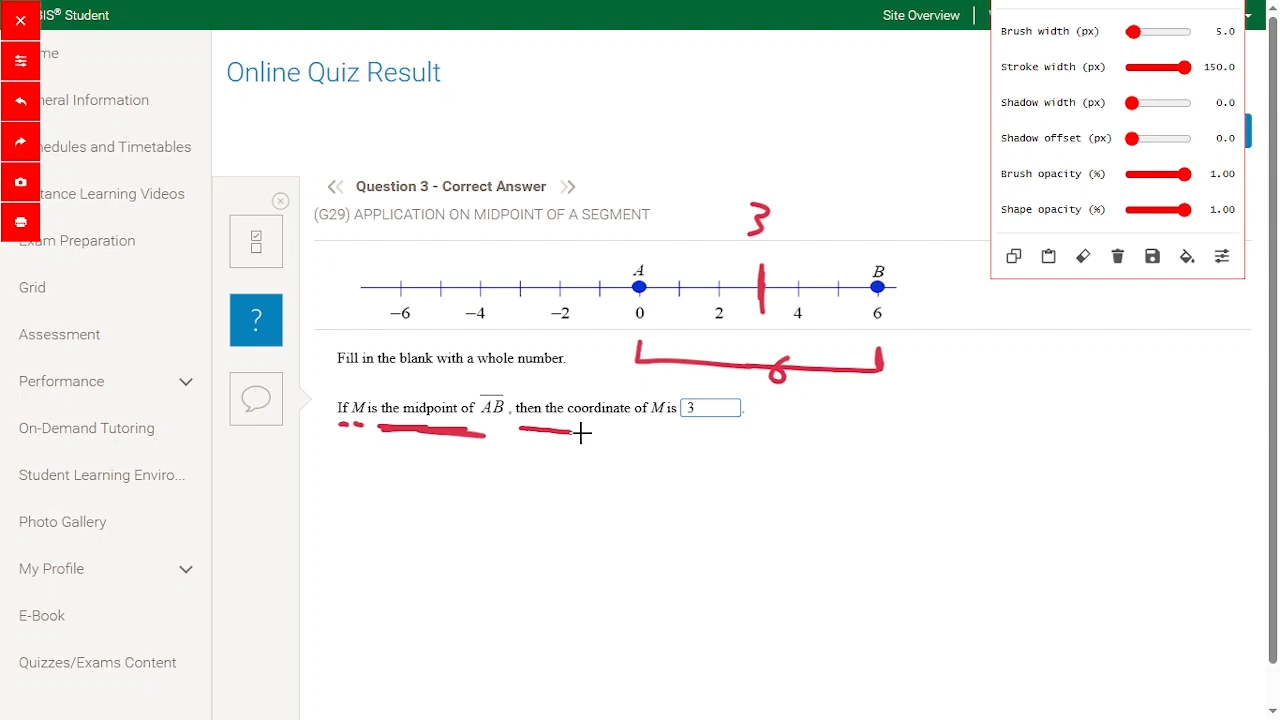 BIS® Student
Site Overview
me
neral Information
hedules and Timetables
tance Learning Videos
Exam Preparation
Grid
Assessment
Performance
On-Demand Tutoring
Student Learning Enviro...
Photo Gallery
My Profile
E-Book
Quizzes/Exams Content
Online Quiz Result
Question 3 - Correct Answer
(G29) APPLICATION ON MIDPOINT OF A SEGMENT
3
A B
−6 −4 −2 0 2 4 6
Fill in the blank with a whole number.
6
If M is the midpoint of AB, then the coordinate of M is 3.
?
Brush width (px) 5.0
Stroke width (px) 150.0
Shadow width (px) 0.0
Shadow offset (px) 0.0
Brush opacity (%) 1.00
Shape opacity (%) 1.00